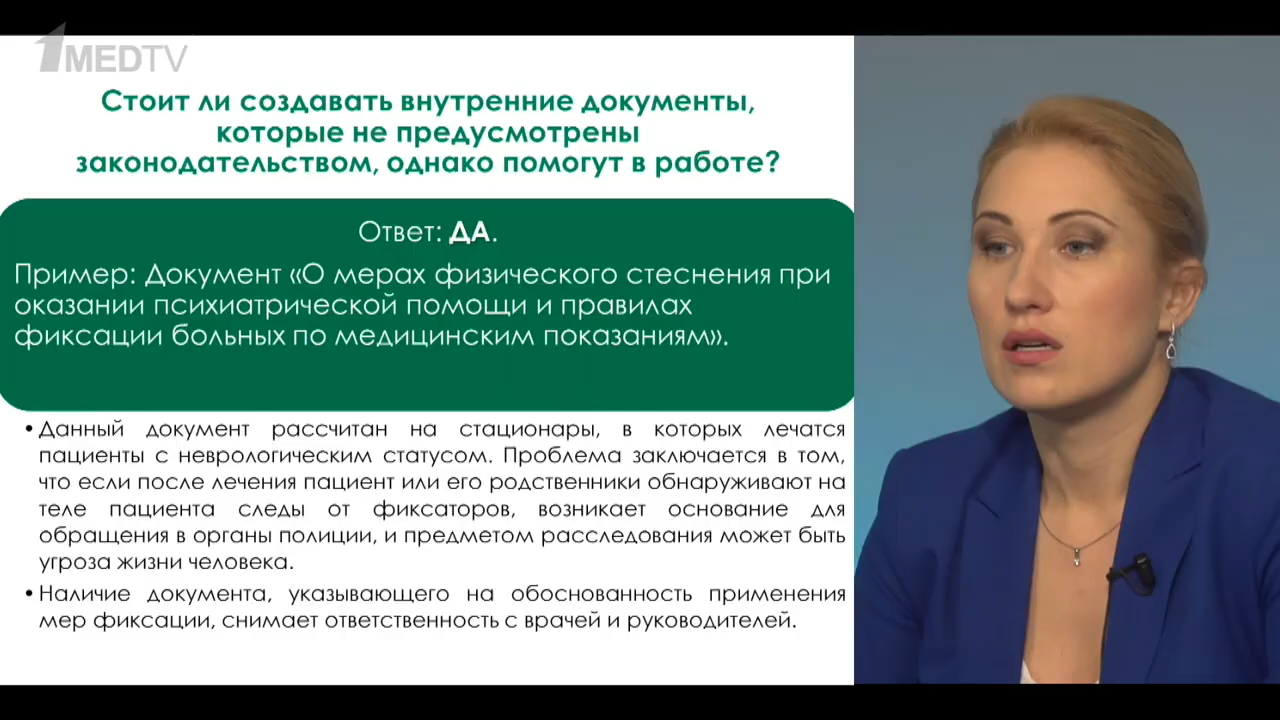 1MEDTV
Стоит ли создавать внутренние документы,
которые не предусмотрены
законодательством, однако помогут в работе?
Ответ: ДА.
Пример: Документ «О мерах физического стеснения при
оказании психиатрической помощи и правилах
фиксации больных по медицинским показаниям».
• Данный документ рассчитан на стационары, в которых лечатся
пациенты с неврологическим статусом. Проблема заключается в том,
что если после лечения пациент или его родственники обнаруживают на
теле пациента следы от фиксаторов, возникает основание для
обращения в органы полиции, и предметом расследования может быть
угроза жизни человека.
• Наличие документа, указывающего на обоснованность применения
мер фиксации, снимает ответственность с врачей и руководителей.